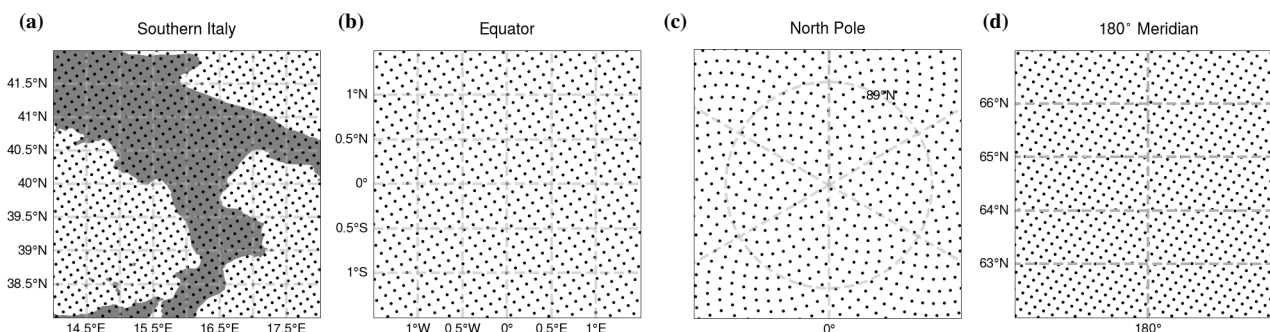 (a) Southern Italy
41.5°N
41°N
40.5°N
40°N
39.5°N
39°N
38.5°N
14.5°E 15.5°E 16.5°E 17.5°E
(b) Equator
1°N
0.5°N
0°
0.5°S
1°S
1°W 0.5°W 0° 0.5°E 1°E
(c) North Pole
89°N
0°
(d) 180° Meridian
66°N
65°N
64°N
63°N
180°